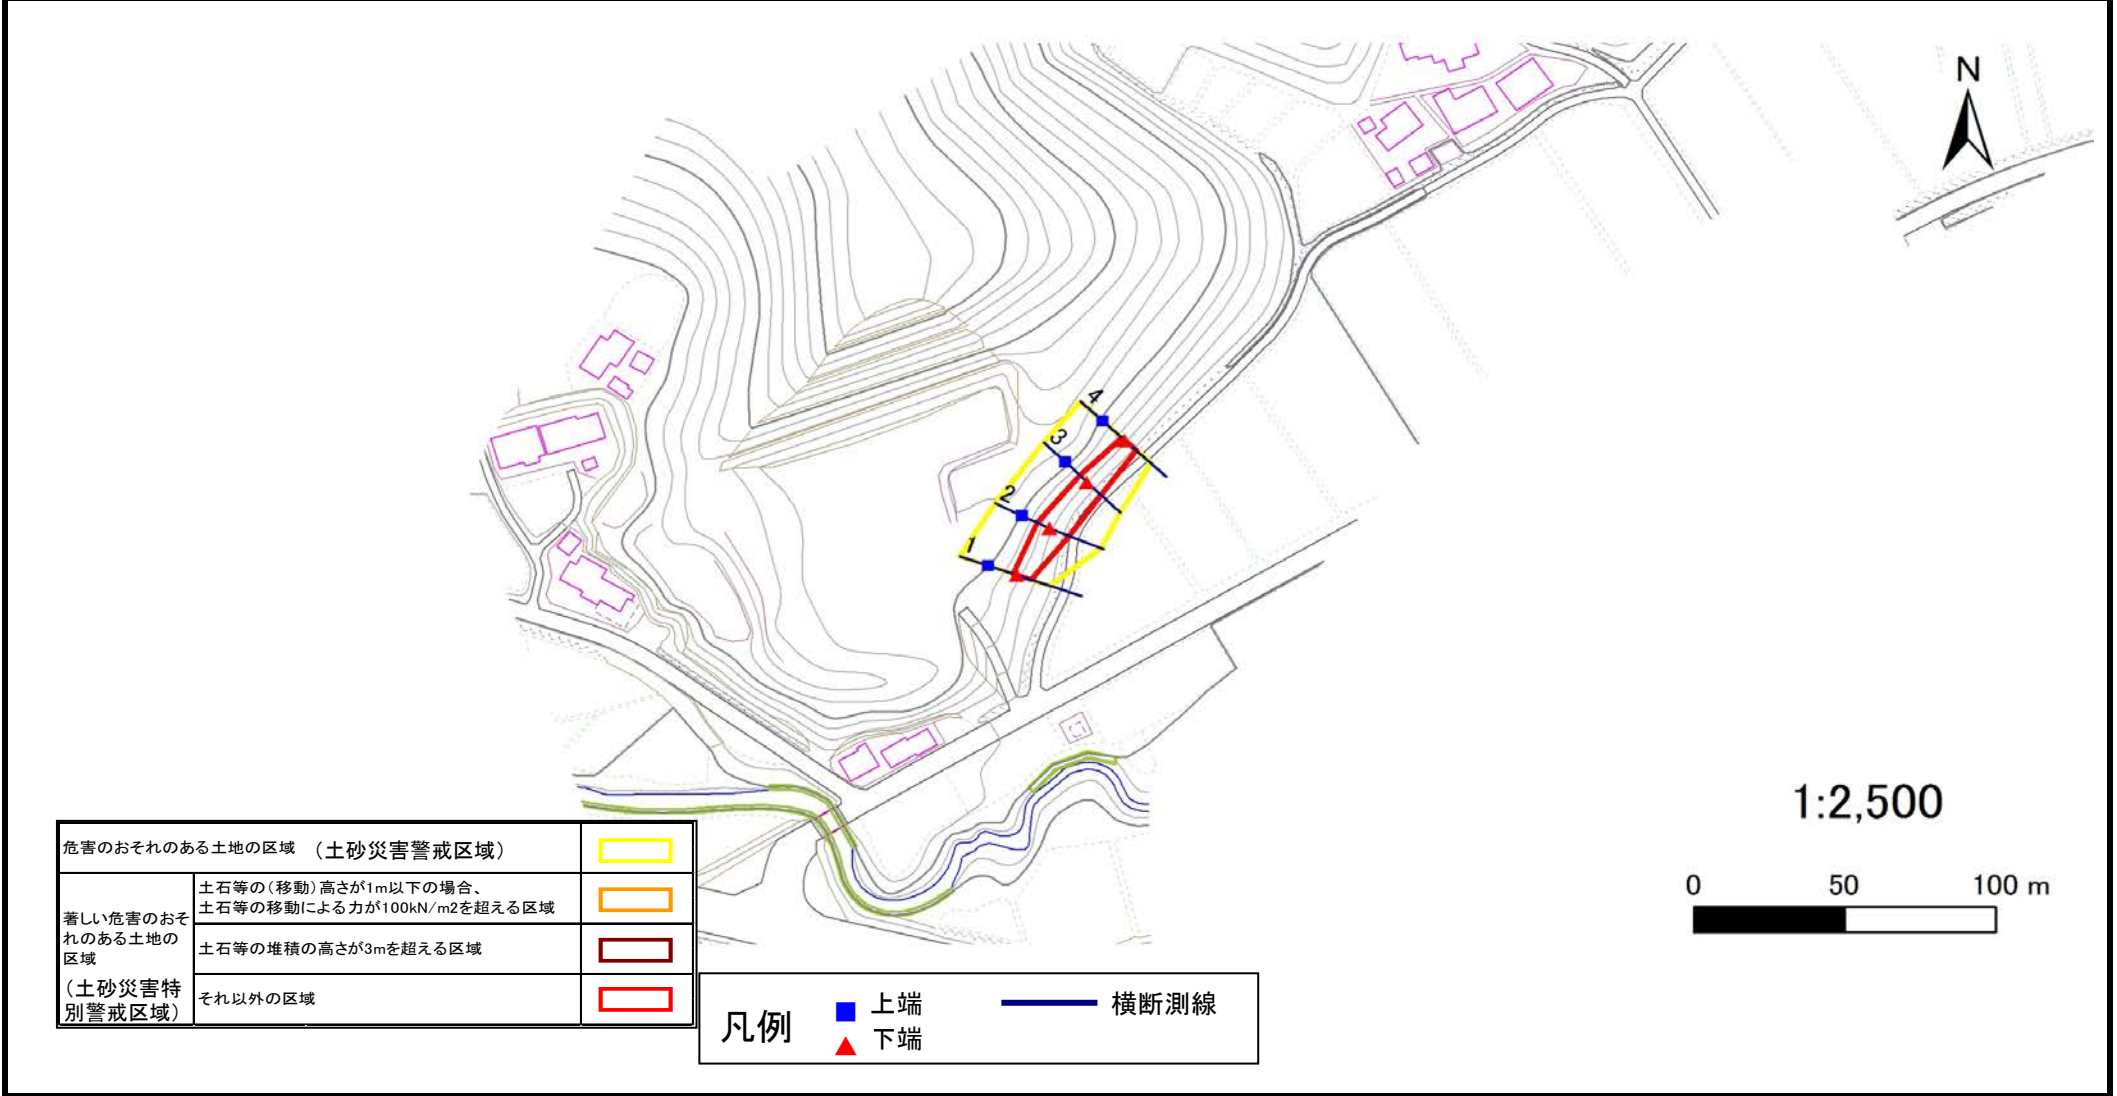 N
4
3
2
1
1:2,500
0 50 100 m
危害のおそれのある土地の区域 (土砂災害警戒区域)
著しい危害のおそ
れのある土地の
区域
(土砂災害特
別警戒区域)
土石等の(移動)高さが1m以下の場合、
土石等の移動による力が100kN/m2を超える区域
土石等の堆積の高さが3mを超える区域
それ以外の区域
凡例
上端
下端
横断測線